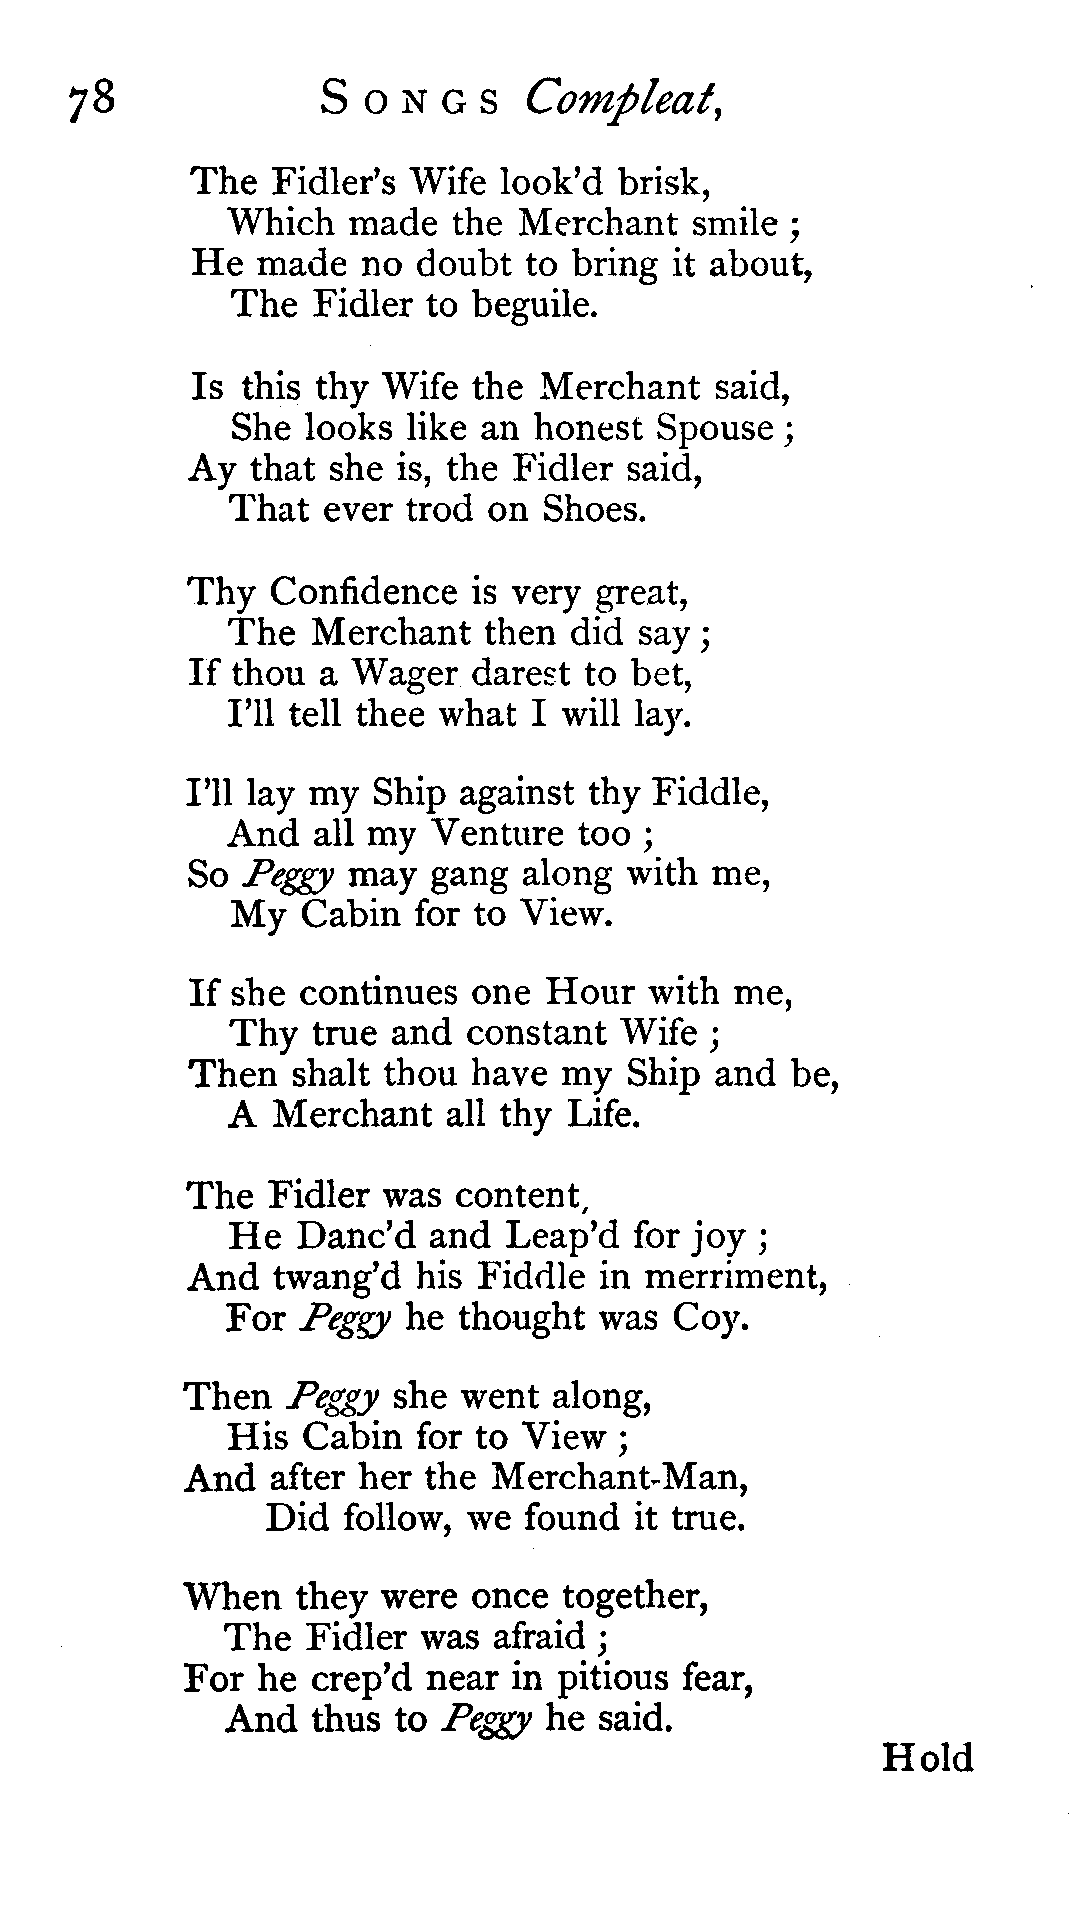 78 SONGS Compleat,
The Fidler's Wife look'd brisk,
Which made the Merchant smile ;
He made no doubt to bring it about,
The Fidler to beguile.
Is this thy Wife the Merchant said,
She looks like an honest Spouse ;
Ay that she is, the Fidler said,
That ever trod on Shoes.
Thy Confidence is very great,
The Merchant then did say ;
If thou a Wager darest to bet,
I'll tell thee what I will lay.
I'll lay my Ship against thy Fiddle,
And all my Venture too ;
So Peggy may gang along with me,
My Cabin for to View.
If she continues one Hour with me,
Thy true and constant Wife ;
Then shalt thou have my Ship and be,
A Merchant all thy Life.
The Fidler was content,
He Danc'd and Leap'd for joy ;
And twang'd his Fiddle in merriment,
For Peggy he thought was Coy.
Then Peggy she went along,
His Cabin for to View ;
And after her the Merchant-Man,
Did follow, we found it true.
When they were once together,
The Fidler was afraid ;
For he crep'd near in pitious fear,
And thus to Peggy he said.
Hold